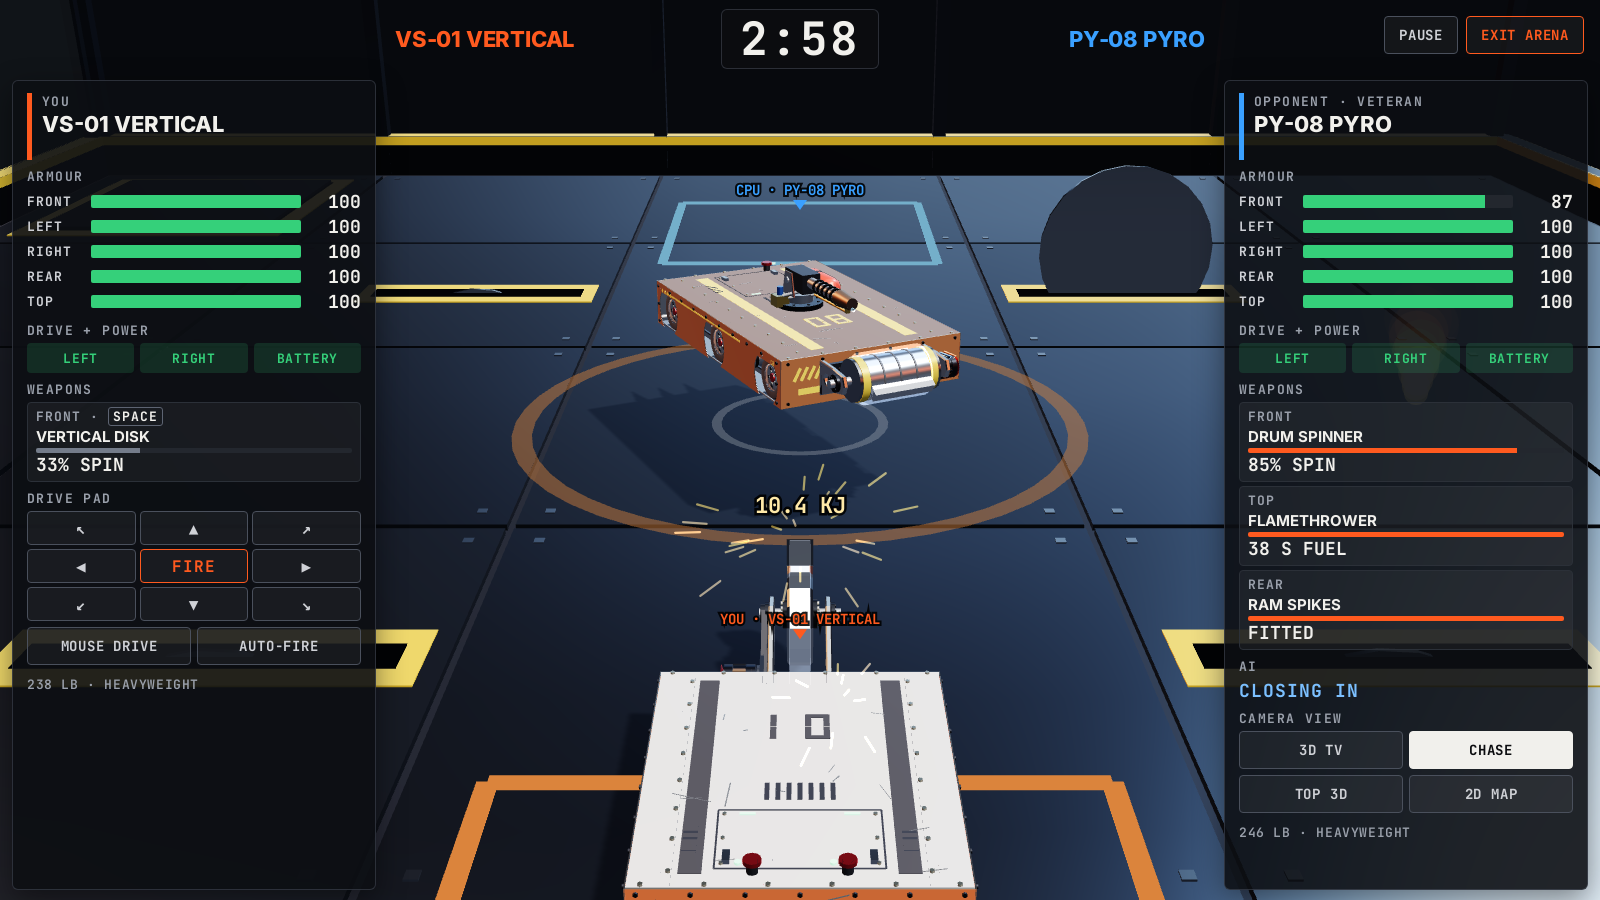 VS-01 VERTICAL
2:58
PY-08 PYRO
PAUSE
EXIT ARENA
YOU
VS-01 VERTICAL
ARMOUR
FRONT 100
LEFT 100
RIGHT 100
REAR 100
TOP 100
DRIVE + POWER
LEFT RIGHT BATTERY
WEAPONS
FRONT · SPACE
VERTICAL DISK
33% SPIN
DRIVE PAD
↖ ▲ ↗
◀ FIRE ▶
↙ ▼ ↘
MOUSE DRIVE AUTO-FIRE
238 LB · HEAVYWEIGHT
CPU · PY-08 PYRO
08
10.4 KJ
YOU · VS-01 VERTICAL
10
OPPONENT · VETERAN
PY-08 PYRO
ARMOUR
FRONT 87
LEFT 100
RIGHT 100
REAR 100
TOP 100
DRIVE + POWER
LEFT RIGHT BATTERY
WEAPONS
FRONT
DRUM SPINNER
85% SPIN
TOP
FLAMETHROWER
38 S FUEL
REAR
RAM SPIKES
FITTED
AI
CLOSING IN
CAMERA VIEW
3D TV CHASE
TOP 3D 2D MAP
246 LB · HEAVYWEIGHT